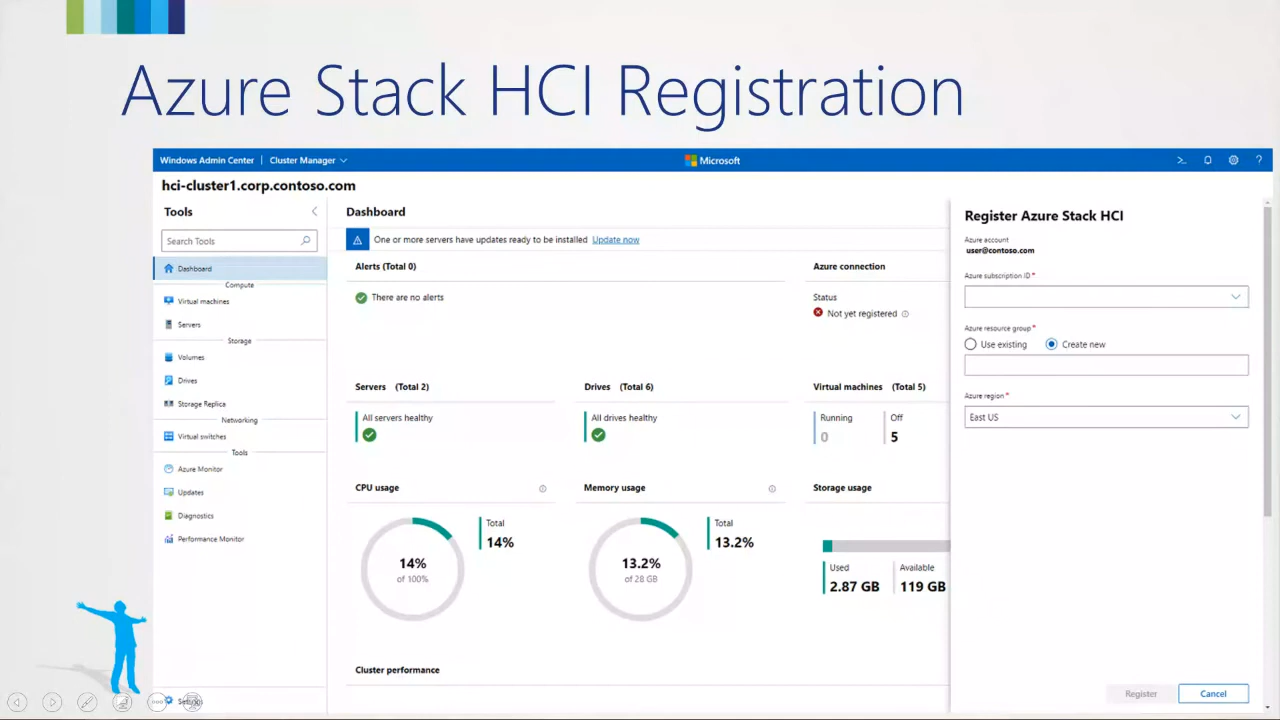 Azure Stack HCI Registration
Windows Admin Center | Cluster Manager
Microsoft
>_
?
hci-cluster1.corp.contoso.com
Tools
Search Tools
Dashboard
Compute
Virtual machines
Servers
Storage
Volumes
Drives
Storage Replica
Networking
Virtual switches
Tools
Azure Monitor
Updates
Diagnostics
Performance Monitor
Settings
Dashboard
One or more servers have updates ready to be installed Update now
Alerts (Total 0)
There are no alerts
Azure connection
Status
Not yet registered
Servers (Total 2)
All servers healthy
Drives (Total 6)
All drives healthy
Virtual machines (Total 5)
Running
0
Off
5
CPU usage
14%
of 100%
Total
14%
Memory usage
13.2%
of 28 GB
Total
13.2%
Storage usage
Used
2.87 GB
Available
119 GB
Cluster performance
Register Azure Stack HCI
Azure account
user@contoso.com
Azure subscription ID *
Azure resource group *
Use existing
Create new
Azure region *
East US
Register
Cancel